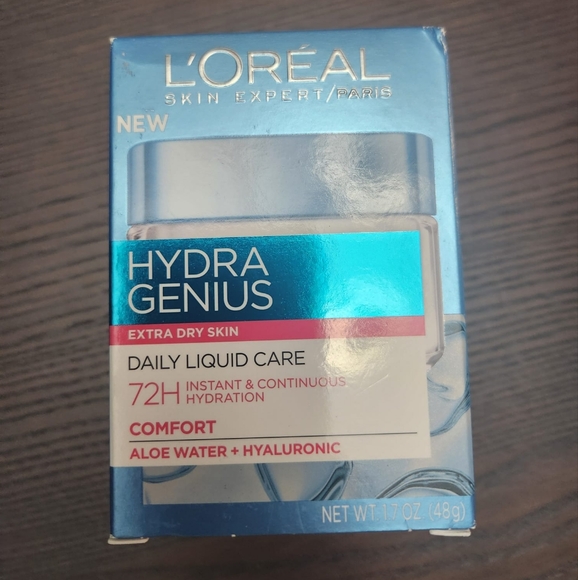 L'ORÉAL
SKIN EXPERT/PARIS
NEW
HYDRA
GENIUS
EXTRA DRY SKIN
DAILY LIQUID CARE
72H INSTANT & CONTINUOUS
HYDRATION
COMFORT
ALOE WATER + HYALURONIC
NET WT. 1.7 OZ. (48g)